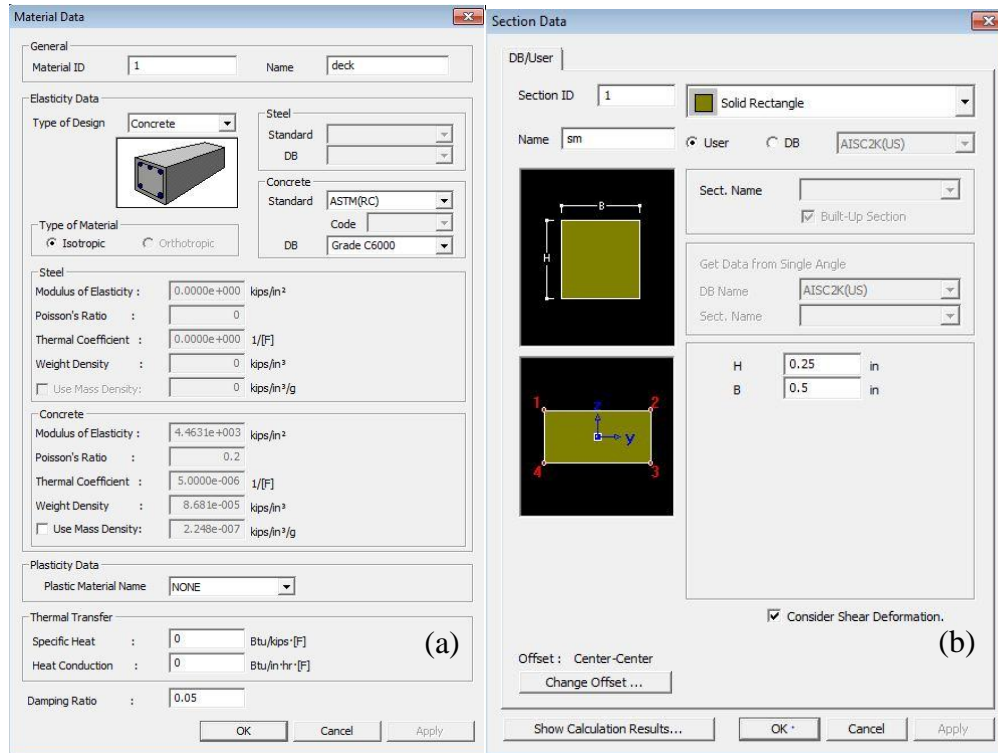 Material Data
General
Material ID 1 Name deck
Elasticity Data
Type of Design Concrete
Steel
Standard
DB
Concrete
Standard ASTM(RC)
Code
DB Grade C6000
Type of Material
Isotropic Orthotropic
Steel
Modulus of Elasticity : 0.0000e+000 kips/in²
Poisson's Ratio : 0
Thermal Coefficient : 0.0000e+000 1/[F]
Weight Density : 0 kips/in³
Use Mass Density: 0 kips/in³/g
Concrete
Modulus of Elasticity : 4.4631e+003 kips/in²
Poisson's Ratio : 0.2
Thermal Coefficient : 5.0000e-006 1/[F]
Weight Density : 8.681e-005 kips/in³
Use Mass Density: 2.248e-007 kips/in³/g
Plasticity Data
Plastic Material Name NONE
Thermal Transfer
Specific Heat : 0 Btu/kips·[F]
Heat Conduction : 0 Btu/in·hr·[F]
(a)
Damping Ratio : 0.05
OK Cancel Apply
Section Data
DB/User
Section ID 1 Solid Rectangle
Name sm User DB AISC2K(US)
Sect. Name
Built-Up Section
B
H
Get Data from Single Angle
DB Name AISC2K(US)
Sect. Name
H 0.25 in
B 0.5 in
1 z 2
y
4 3
Consider Shear Deformation.
(b)
Offset : Center-Center
Change Offset ...
Show Calculation Results... OK Cancel Apply